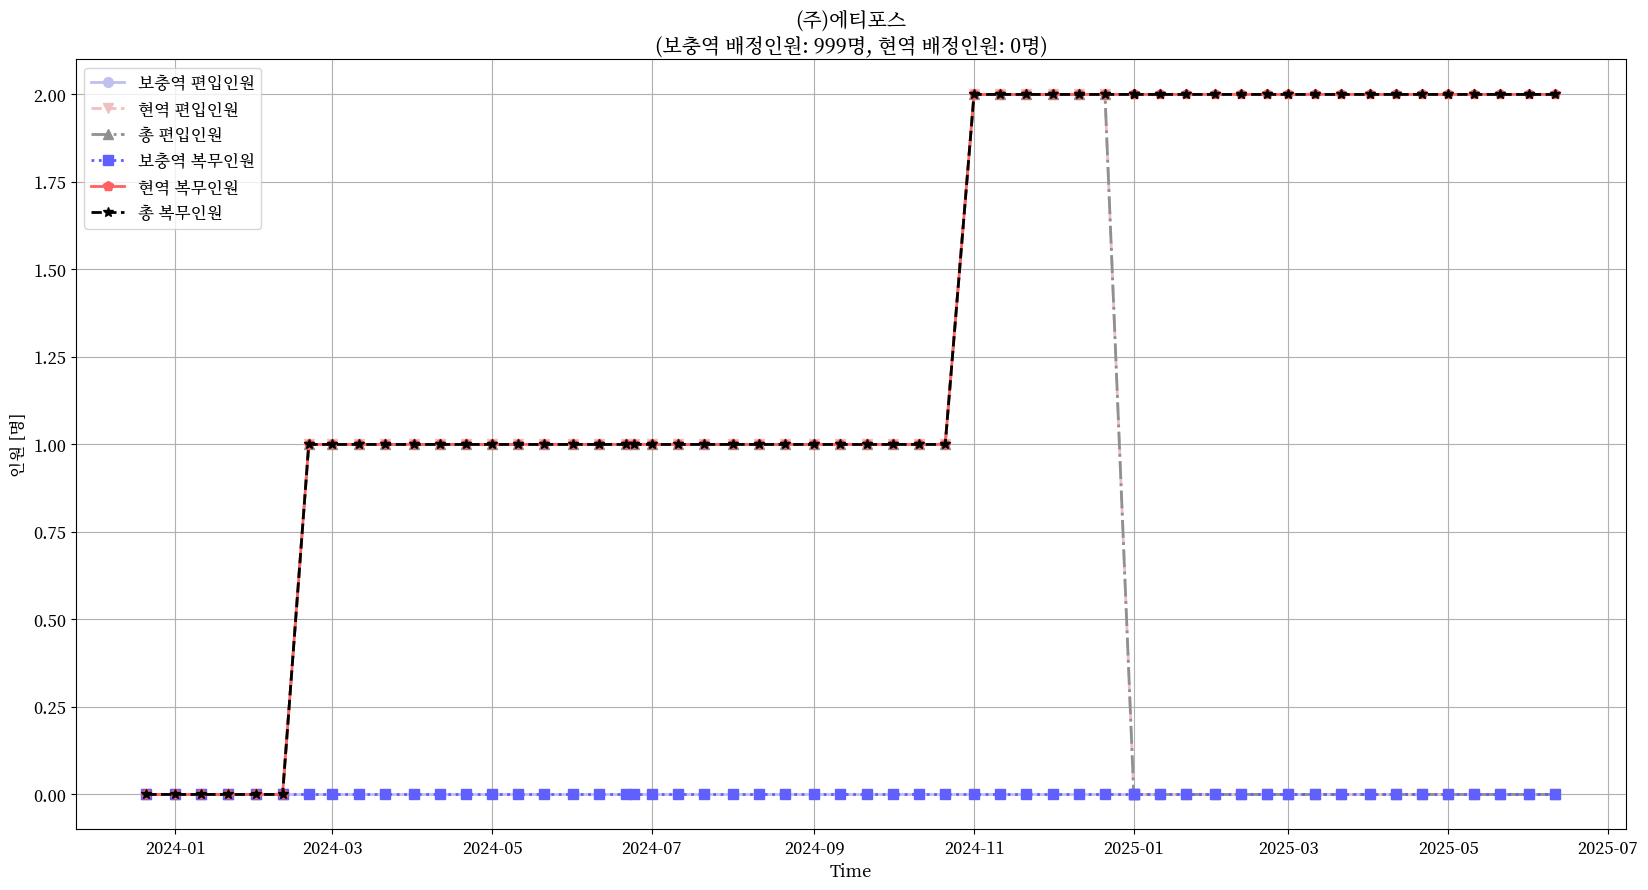 (주)에티포스
(보충역 배정인원: 999명, 현역 배정인원: 0명)
보충역 편입인원
현역 편입인원
총 편입인원
보충역 복무인원
현역 복무인원
총 복무인원
인원 [명]
2.00
1.75
1.50
1.25
1.00
0.75
0.50
0.25
0.00
2024-01
2024-03
2024-05
2024-07
2024-09
2024-11
2025-01
2025-03
2025-05
2025-07
Time